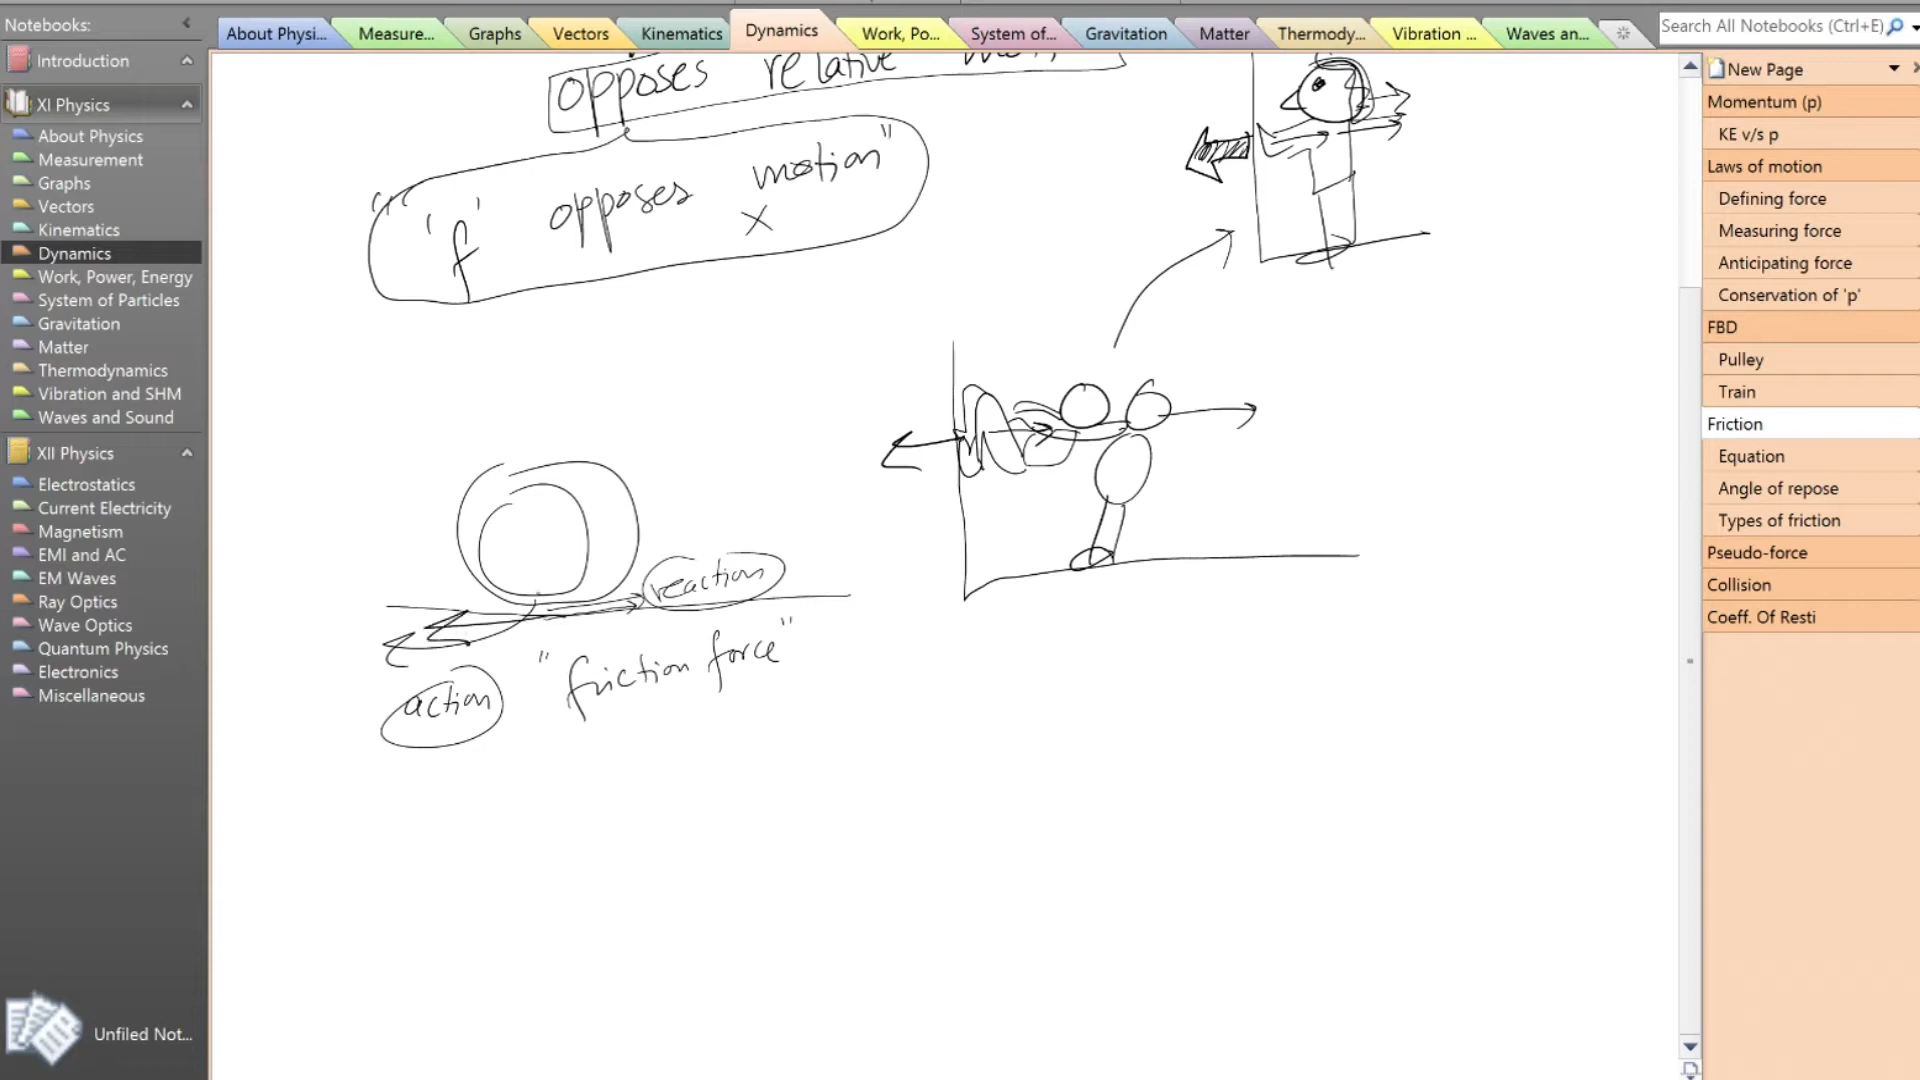 Notebooks:
Introduction
XI Physics
About Physics
Measurement
Graphs
Vectors
Kinematics
Dynamics
Work, Power, Energy
System of Particles
Gravitation
Matter
Thermodynamics
Vibration and SHM
Waves and Sound
XII Physics
Electrostatics
Current Electricity
Magnetism
EMI and AC
EM Waves
Ray Optics
Wave Optics
Quantum Physics
Electronics
Miscellaneous
Unfiled Not...
About Physi... Measure... Graphs Vectors Kinematics Dynamics Work, Po... System of... Gravitation Matter Thermody... Vibration ... Waves an...
Search All Notebooks (Ctrl+E)
opposes relative
"'f' opposes motion"
X
reaction
action
"friction force"
New Page
Momentum (p)
KE v/s p
Laws of motion
Defining force
Measuring force
Anticipating force
Conservation of 'p'
FBD
Pulley
Train
Friction
Equation
Angle of repose
Types of friction
Pseudo-force
Collision
Coeff. Of Resti